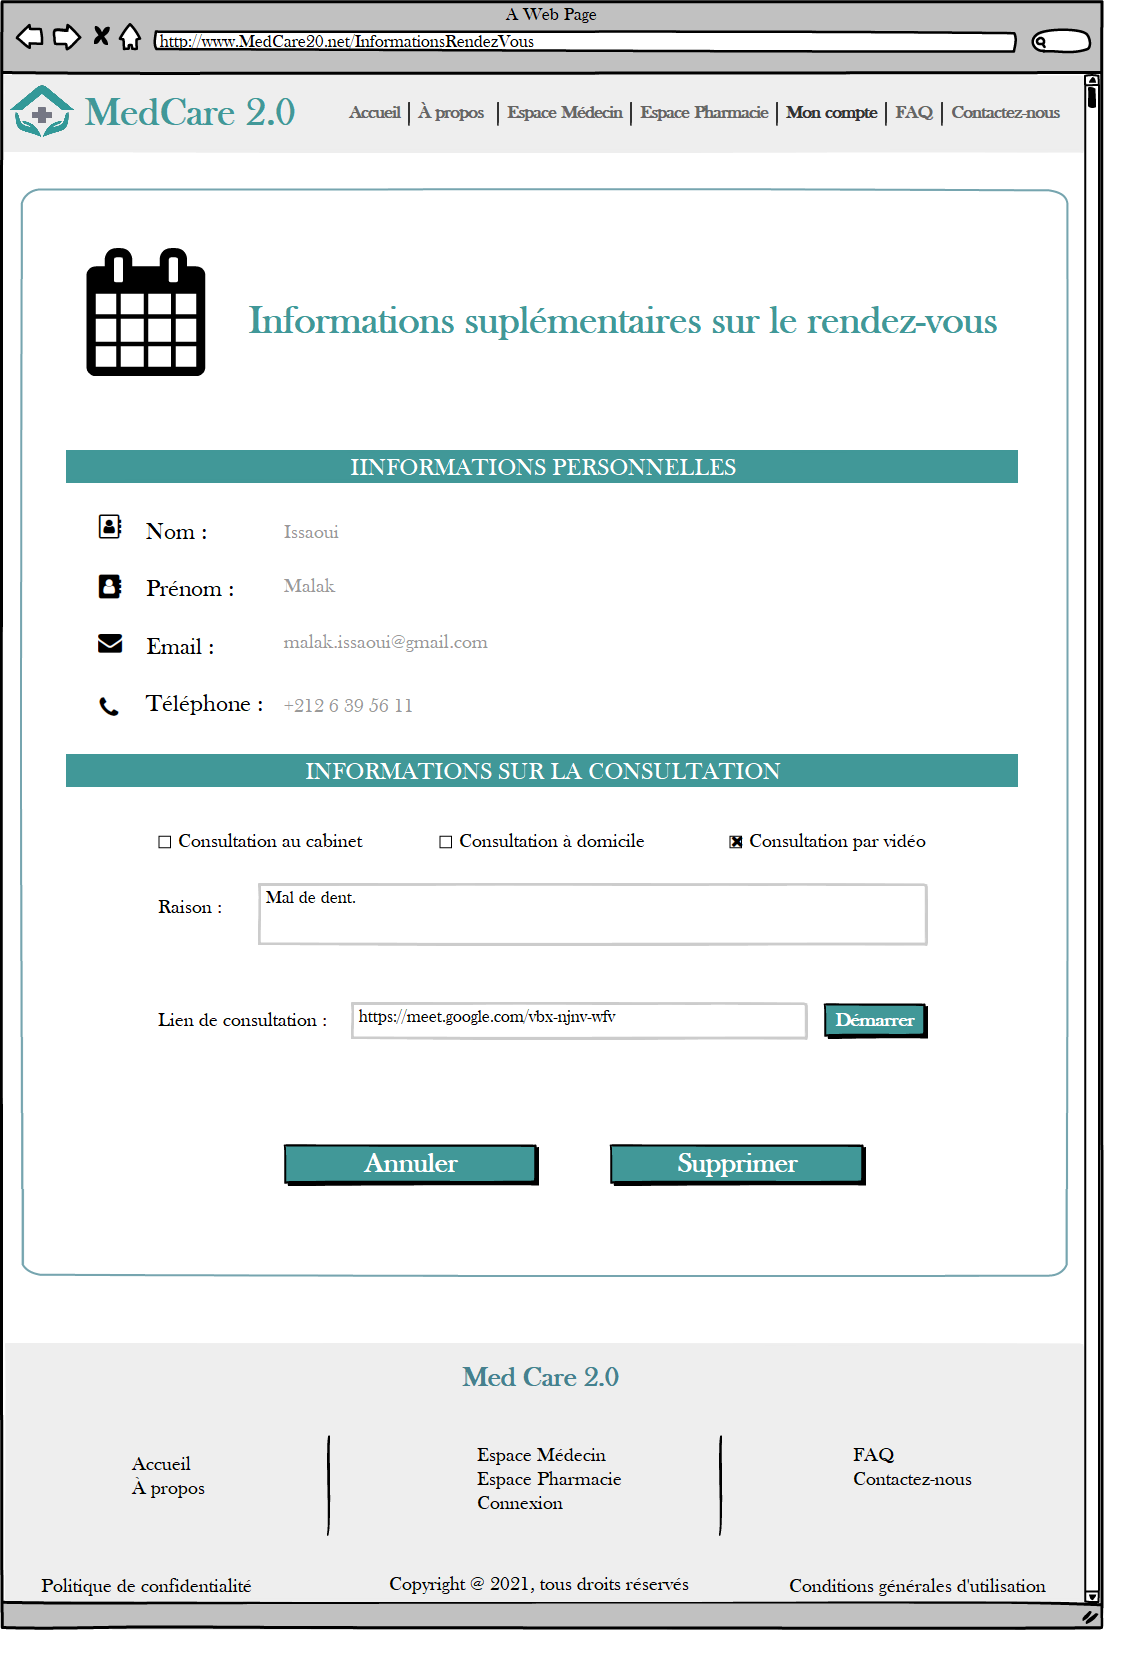 A Web Page
http://www.MedCare20.net/InformationsRendezVous
MedCare 2.0
Accueil | À propos | Espace Médecin | Espace Pharmacie | Mon compte | FAQ | Contactez-nous
Informations suplémentaires sur le rendez-vous
IINFORMATIONS PERSONNELLES
Nom : Issaoui
Prénom : Malak
Email : malak.issaoui@gmail.com
Téléphone : +212 6 39 56 11
INFORMATIONS SUR LA CONSULTATION
Consultation au cabinet Consultation à domicile Consultation par vidéo
Raison : Mal de dent.
Lien de consultation : https://meet.google.com/vbx-njnv-wfv Démarrer
Annuler Supprimer
Med Care 2.0
Accueil
À propos
Espace Médecin
Espace Pharmacie
Connexion
FAQ
Contactez-nous
Politique de confidentialité
Copyright @ 2021, tous droits réservés
Conditions générales d'utilisation